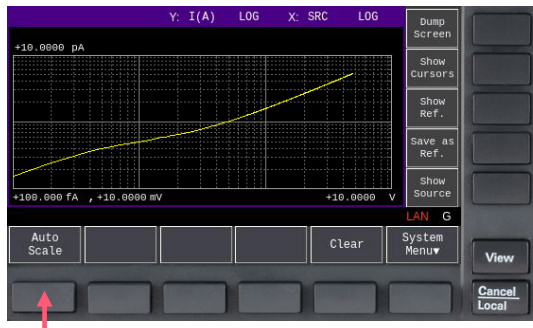 Y: I(A) LOG X: SRC LOG
+10.0000 pA
+100.000 fA , +10.0000 mV +10.0000 V
Dump
Screen
Show
Cursors
Show
Ref.
Save as
Ref.
Show
Source
LAN G
Auto
Scale
Clear
System
Menu▼
View
Cancel
Local